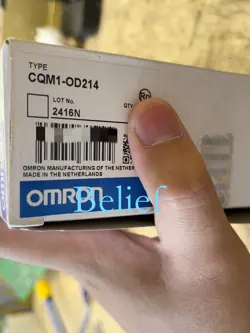 TYPE
CQM1-OD214
LOT No.
QTY
2416N
OMRON MANUFACTURING OF THE NETHER
MADE IN THE NETHERLANDS
OMRON
Belief